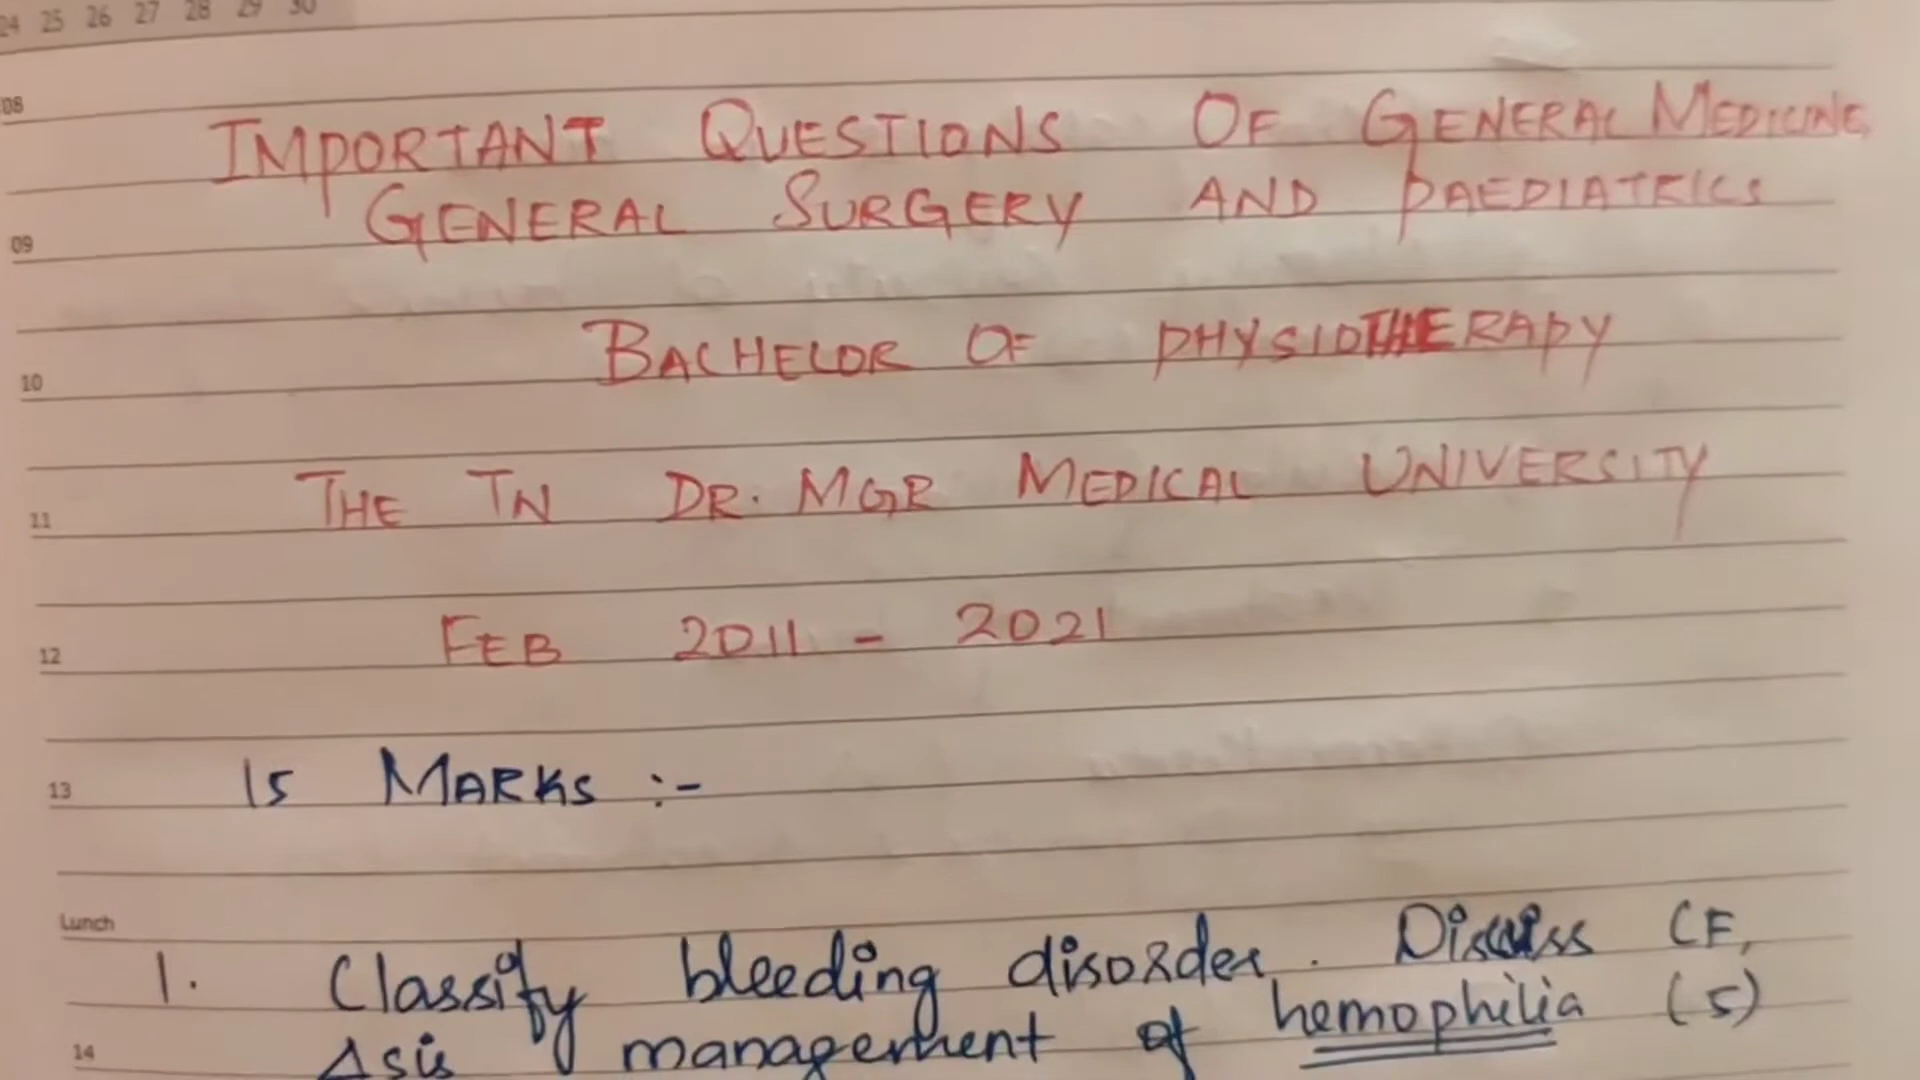 24 25 26 27 28 29 30
08
IMPORTANT QUESTIONS OF GENERAL MEDICINE,
GENERAL SURGERY AND PAEDIATRICS
09
BACHELOR OF PHYSIOTHERAPY
10
THE TN DR. MGR MEDICAL UNIVERSITY
11
FEB 2011 - 2021
12
15 MARKS :-
13
Lunch
1. Classify bleeding disorder. Discuss CF,
Δsis management of hemophilia (5)
14